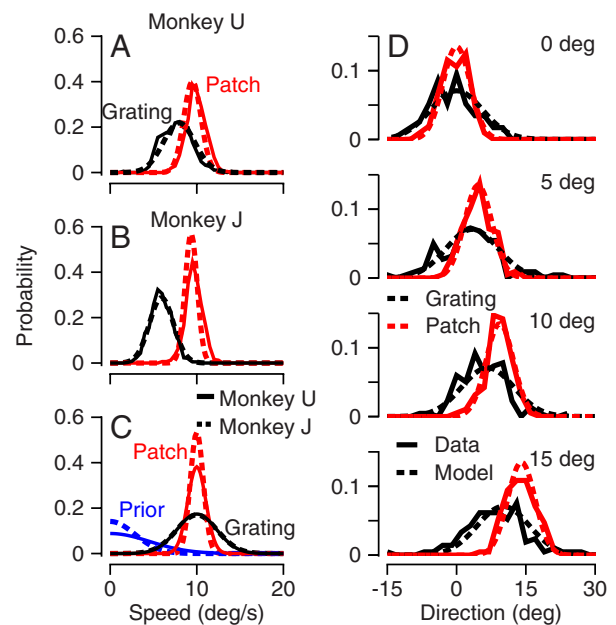 Monkey U
A
0.6
0.4
0.2
0
Grating
Patch
Monkey J
B
0.6
0.4
0.2
0
Probability
Monkey U
Monkey J
C
0.6
0.4
0.2
0
Patch
Prior
Grating
0 10 20
Speed (deg/s)
D
0 deg
0.1
0
5 deg
0.1
0
Grating
Patch
10 deg
0.1
0
Data
Model
15 deg
0.1
0
-15 0 15 30
Direction (deg)